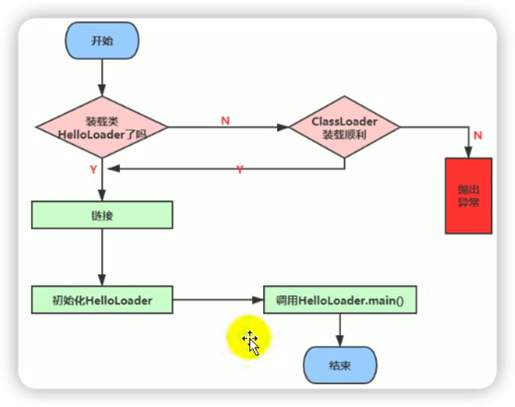 开始
装载类
HelloLoader了吗
N
ClassLoader
装载顺利
N
Y
Y
抛出
异常
链接
初始化HelloLoader
调用HelloLoader.main()
结束